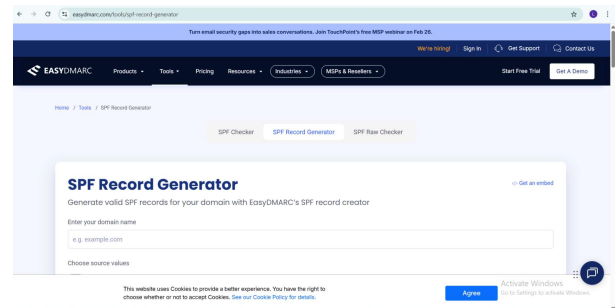 easydmarc.com/tools/spf-record-generator
L
Turn email security gaps into sales conversations. Join TouchPoint's free MSP webinar on Feb 26.
We're hiring! Sign In Get Support Contact Us
EASYDMARC Products Tools Pricing Resources Industries MSPs & Resellers Start Free Trial Get A Demo
Home / Tools / SPF Record Generator
SPF Checker SPF Record Generator SPF Raw Checker
SPF Record Generator
<> Get an embed
Generate valid SPF records for your domain with EasyDMARC's SPF record creator
Enter your domain name
e.g. example.com
Choose source values
This website uses Cookies to provide a better experience. You have the right to
choose whether or not to accept Cookies. See our Cookie Policy for details.
Agree
Activate Windows
Go to Settings to activate Windows.